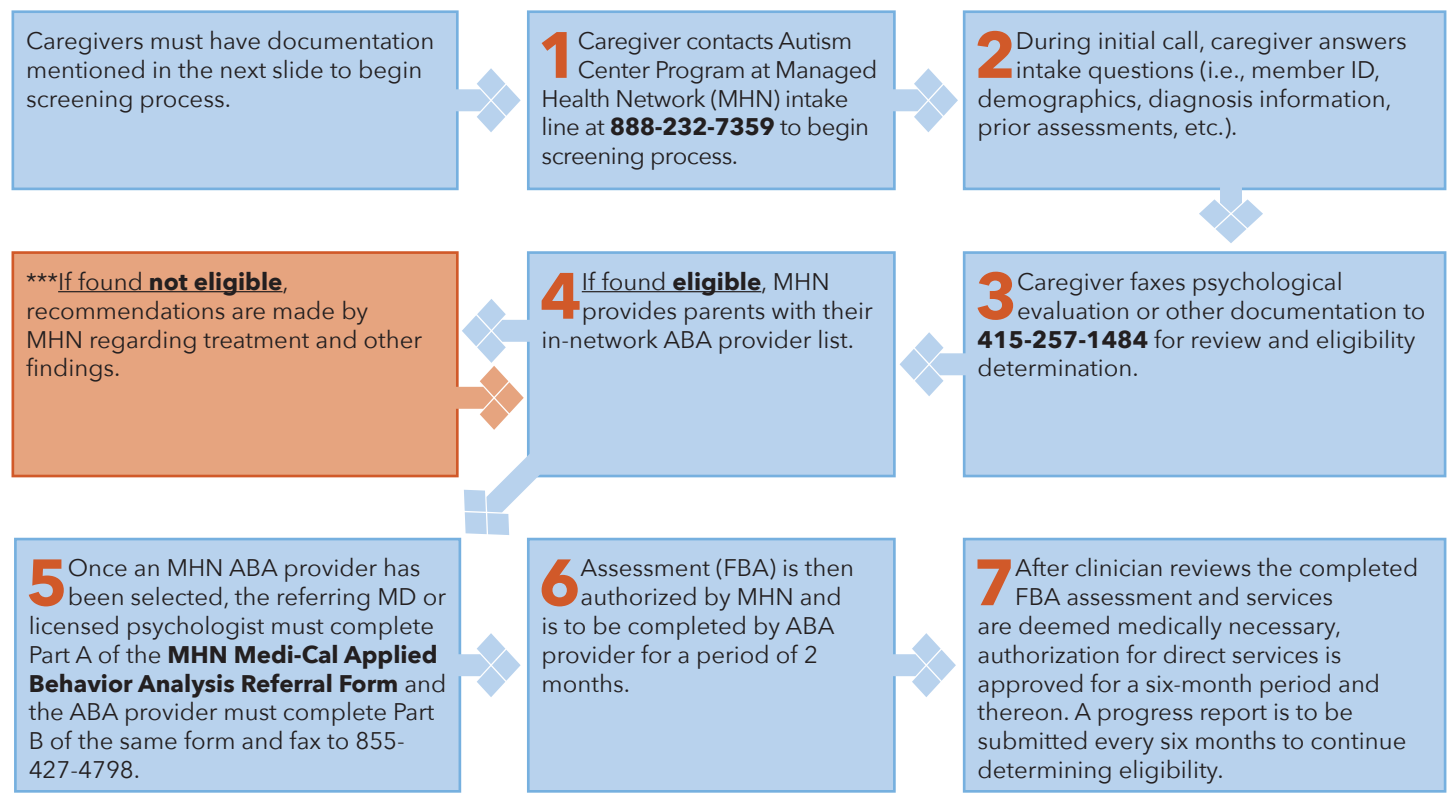 Caregivers must have documentation
mentioned in the next slide to begin
screening process.
1 Caregiver contacts Autism
Center Program at Managed
Health Network (MHN) intake
line at 888-232-7359 to begin
screening process.
2 During initial call, caregiver answers
intake questions (i.e., member ID,
demographics, diagnosis information,
prior assessments, etc.).
3 Caregiver faxes psychological
evaluation or other documentation to
415-257-1484 for review and eligibility
determination.
4 If found eligible, MHN
provides parents with their
in-network ABA provider list.
***If found not eligible,
recommendations are made by
MHN regarding treatment and other
findings.
5 Once an MHN ABA provider has
been selected, the referring MD or
licensed psychologist must complete
Part A of the MHN Medi-Cal Applied
Behavior Analysis Referral Form and
the ABA provider must complete Part
B of the same form and fax to 855-
427-4798.
6 Assessment (FBA) is then
authorized by MHN and
is to be completed by ABA
provider for a period of 2
months.
7 After clinician reviews the completed
FBA assessment and services
are deemed medically necessary,
authorization for direct services is
approved for a six-month period and
thereon. A progress report is to be
submitted every six months to continue
determining eligibility.